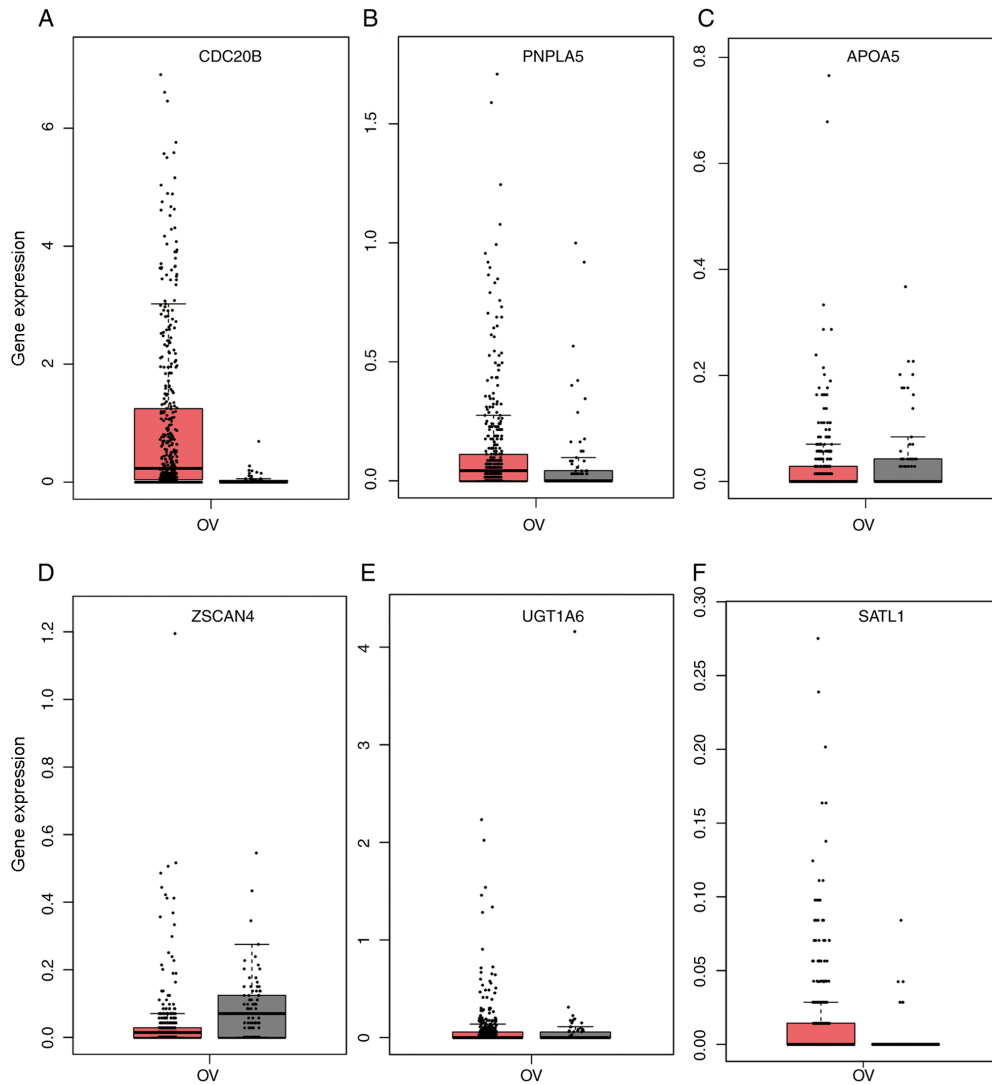 A
CDC20B
Gene expression
6
4
2
0
OV
B
PNPLA5
1.5
1.0
0.5
0.0
OV
C
APOA5
0.8
0.6
0.4
0.2
0.0
OV
D
ZSCAN4
Gene expression
1.2
1.0
0.8
0.6
0.4
0.2
0.0
OV
E
UGT1A6
4
3
2
1
0
OV
F
SATL1
0.30
0.25
0.20
0.15
0.10
0.05
0.00
OV